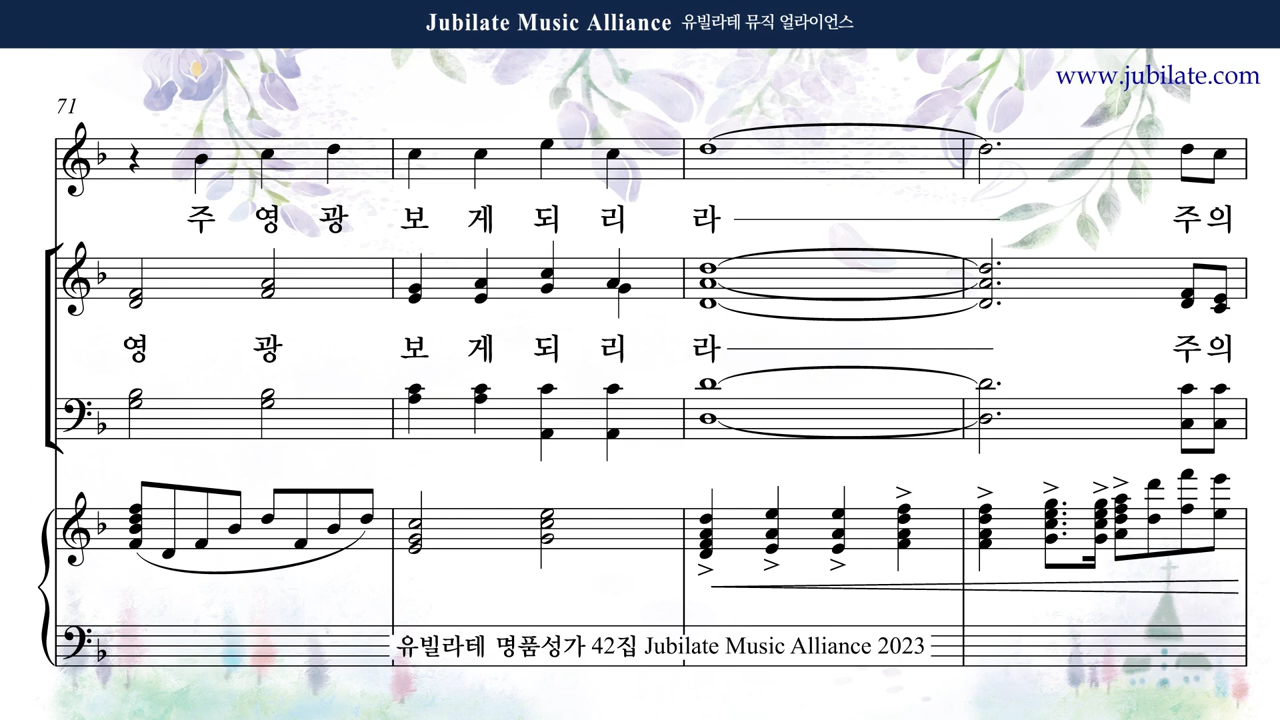 Jubilate Music Alliance 유빌라테 뮤직 얼라이언스
www.jubilate.com
71
주 영 광 보 게 되 리 라 주 의
영 광 보 게 되 리 라 주 의
유빌라테 명품성가 42집 Jubilate Music Alliance 2023